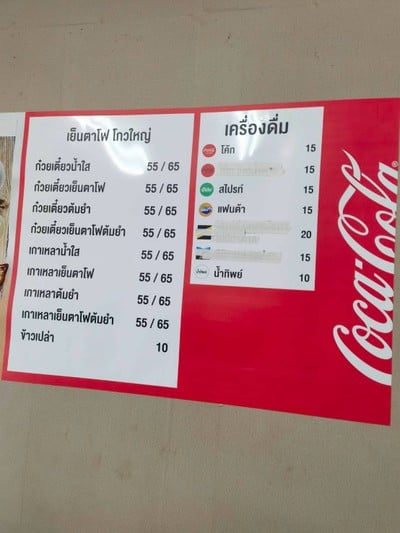 เย็นตาโฟ โกวใหญ่
ก๋วยเตี๋ยวน้ำใส 55 / 65
ก๋วยเตี๋ยวเย็นตาโฟ 55 / 65
ก๋วยเตี๋ยวต้มยำ 55 / 65
ก๋วยเตี๋ยวเย็นตาโฟต้มยำ 55 / 65
เกาเหลาน้ำใส 55 / 65
เกาเหลาเย็นตาโฟ 55 / 65
เกาเหลาต้มยำ 55 / 65
เกาเหลาเย็นตาโฟต้มยำ 55 / 65
ข้าวเปล่า 10
เครื่องดื่ม
โค้ก 15
15
สไปรท์ 15
แฟนต้า 15
20
15
น้ำทิพย์ 10
Coca-Cola